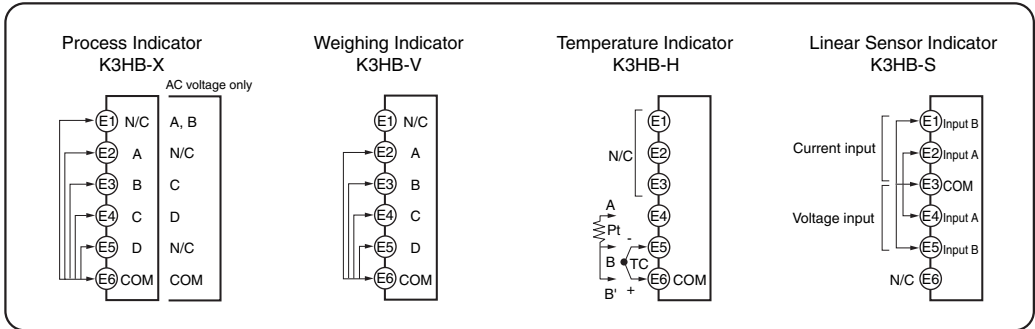 Process Indicator
K3HB-X
AC voltage only
E1 N/C A, B
E2 A N/C
E3 B C
E4 C D
E5 D N/C
E6 COM COM
Weighing Indicator
K3HB-V
E1 N/C
E2 A
E3 B
E4 C
E5 D
E6 COM
Temperature Indicator
K3HB-H
E1
N/C E2
E3
A E4
Pt
- E5
B TC
E6 COM
B' +
Linear Sensor Indicator
K3HB-S
E1 Input B
Current input E2 Input A
E3 COM
Voltage input E4 Input A
E5 Input B
N/C E6